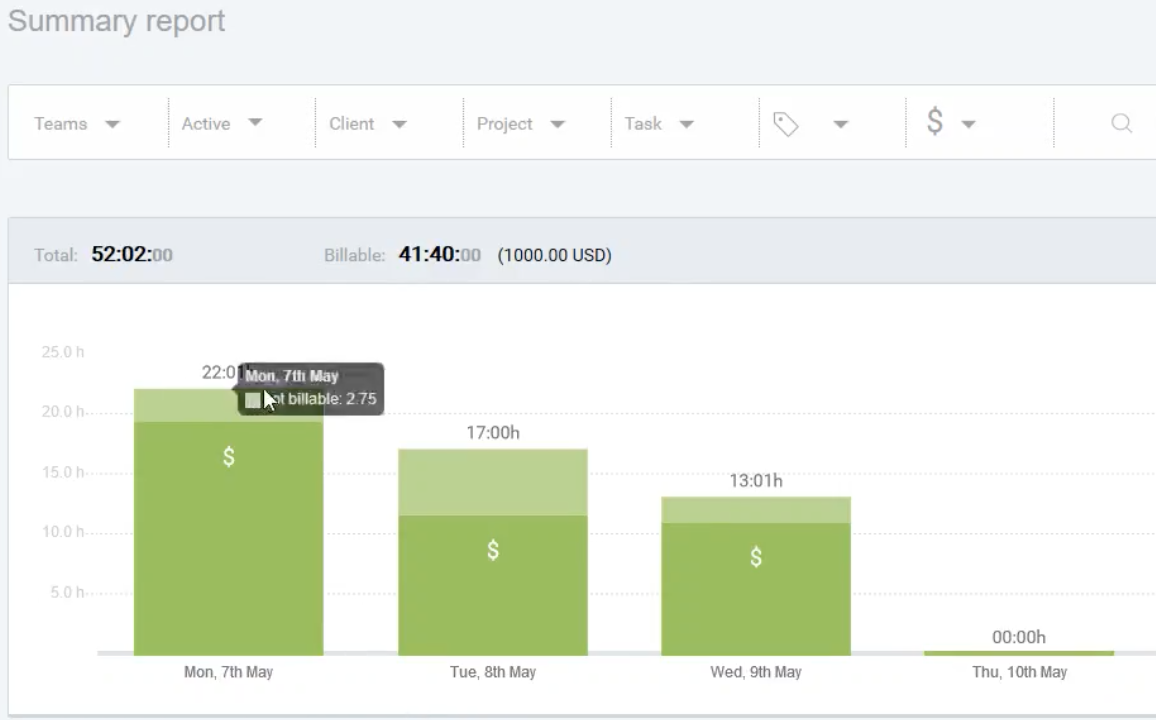 Summary report
Teams Active Client Project Task $
Total: 52:02:00 Billable: 41:40:00 (1000.00 USD)
25.0 h
22:01
Mon, 7th May
billable: 2.75
20.0 h
$
17:00h
15.0 h
13:01h
10.0 h
$
$
5.0 h
00:00h
Mon, 7th May Tue, 8th May Wed, 9th May Thu, 10th May